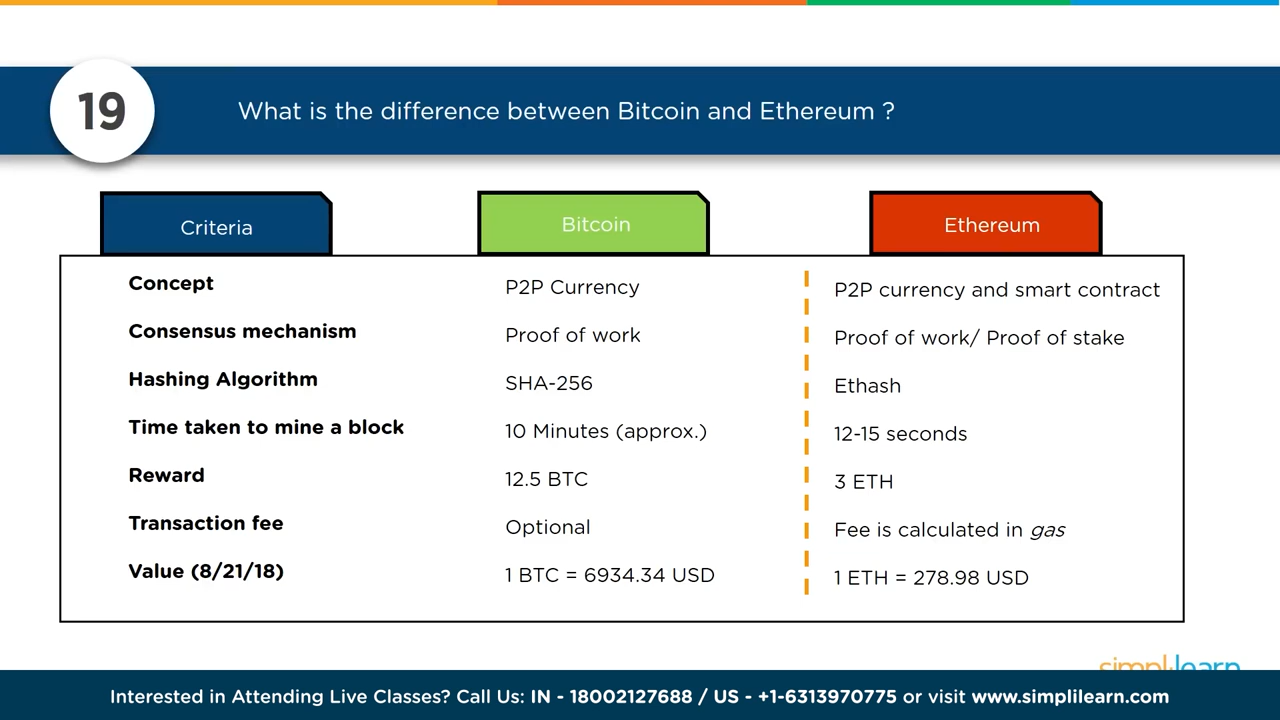 19
What is the difference between Bitcoin and Ethereum ?
Criteria Bitcoin Ethereum
Concept P2P Currency P2P currency and smart contract
Consensus mechanism Proof of work Proof of work/ Proof of stake
Hashing Algorithm SHA-256 Ethash
Time taken to mine a block 10 Minutes (approx.) 12-15 seconds
Reward 12.5 BTC 3 ETH
Transaction fee Optional Fee is calculated in gas
Value (8/21/18) 1 BTC = 6934.34 USD 1 ETH = 278.98 USD
simplilearn
Interested in Attending Live Classes? Call Us: IN - 18002127688 / US - +1-6313970775 or visit www.simplilearn.com